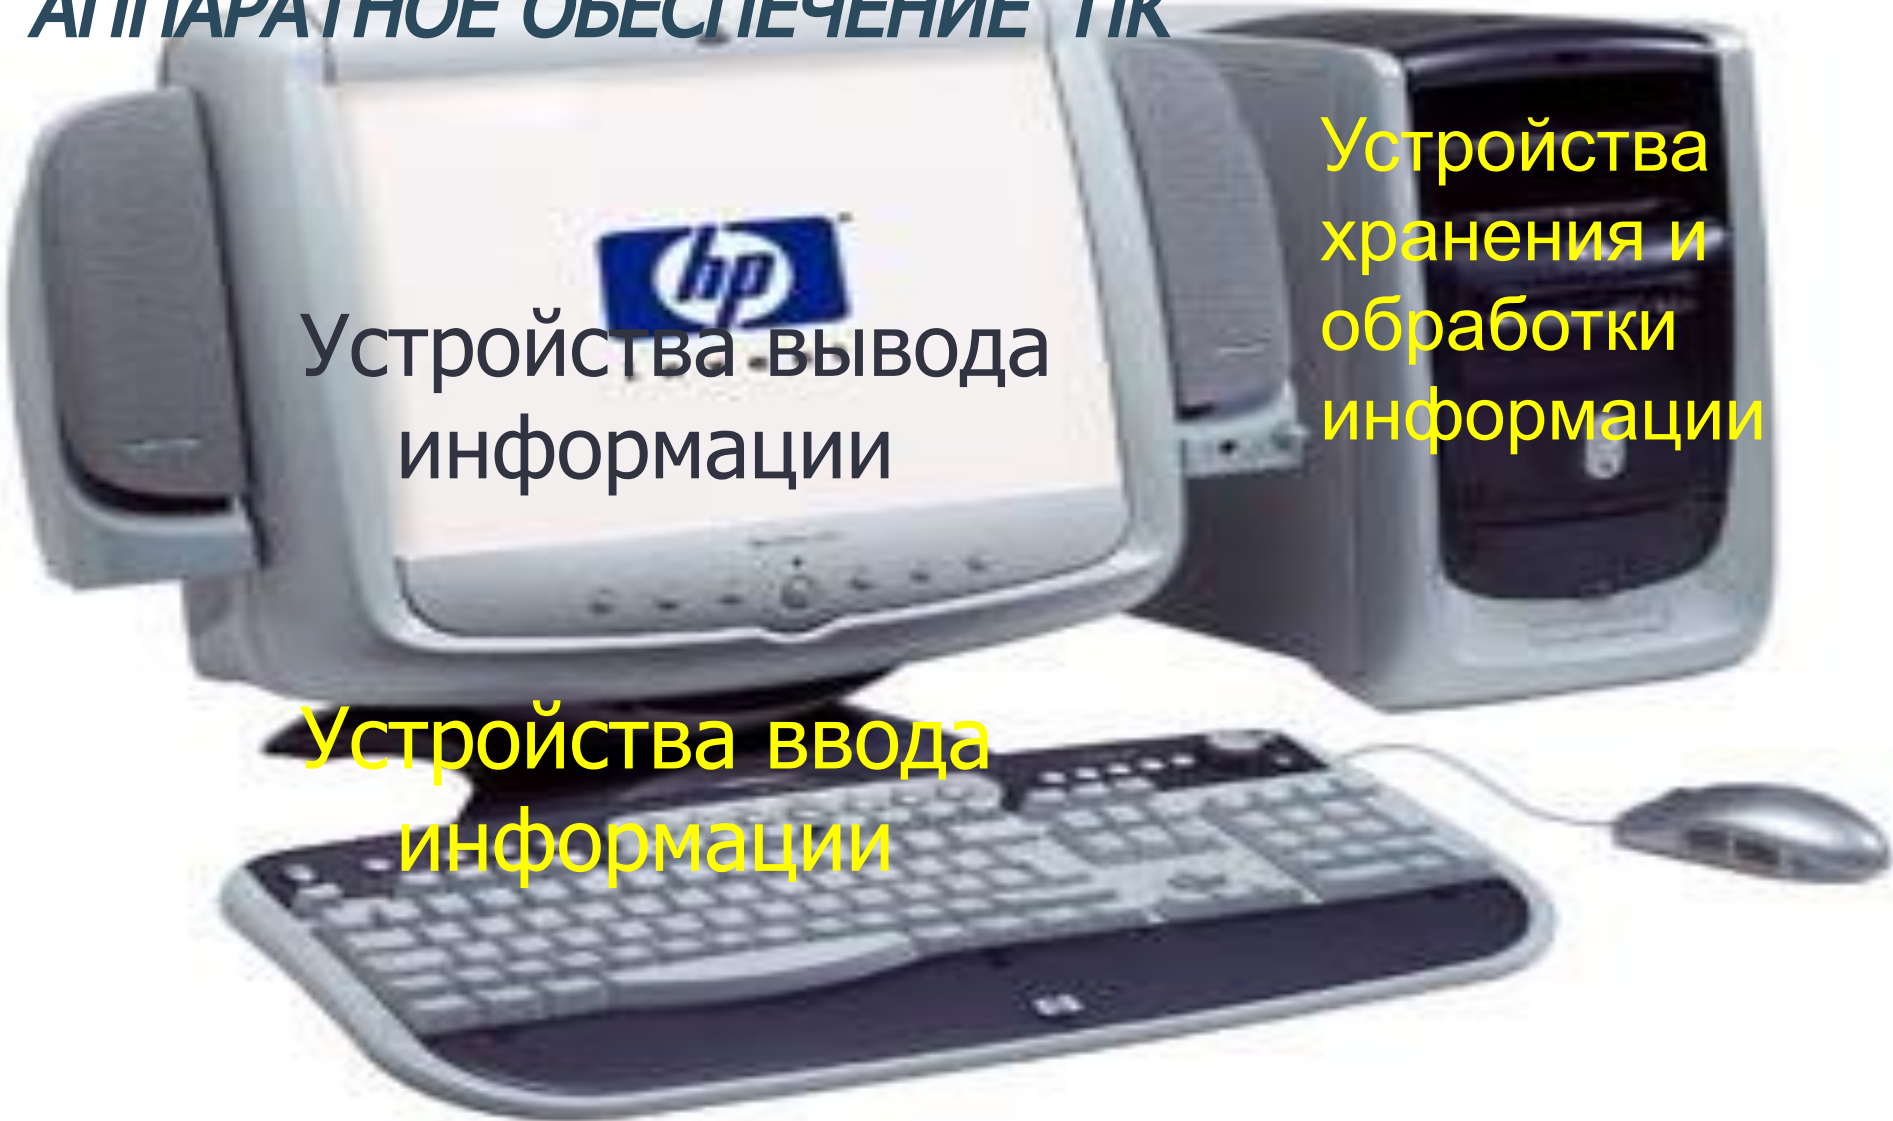 АППАРАТНОЕ ОБЕСПЕЧЕНИЕ ПК
Устройства
хранения и
обработки
информации
hp
Устройства вывода
информации
Устройства ввода
информации